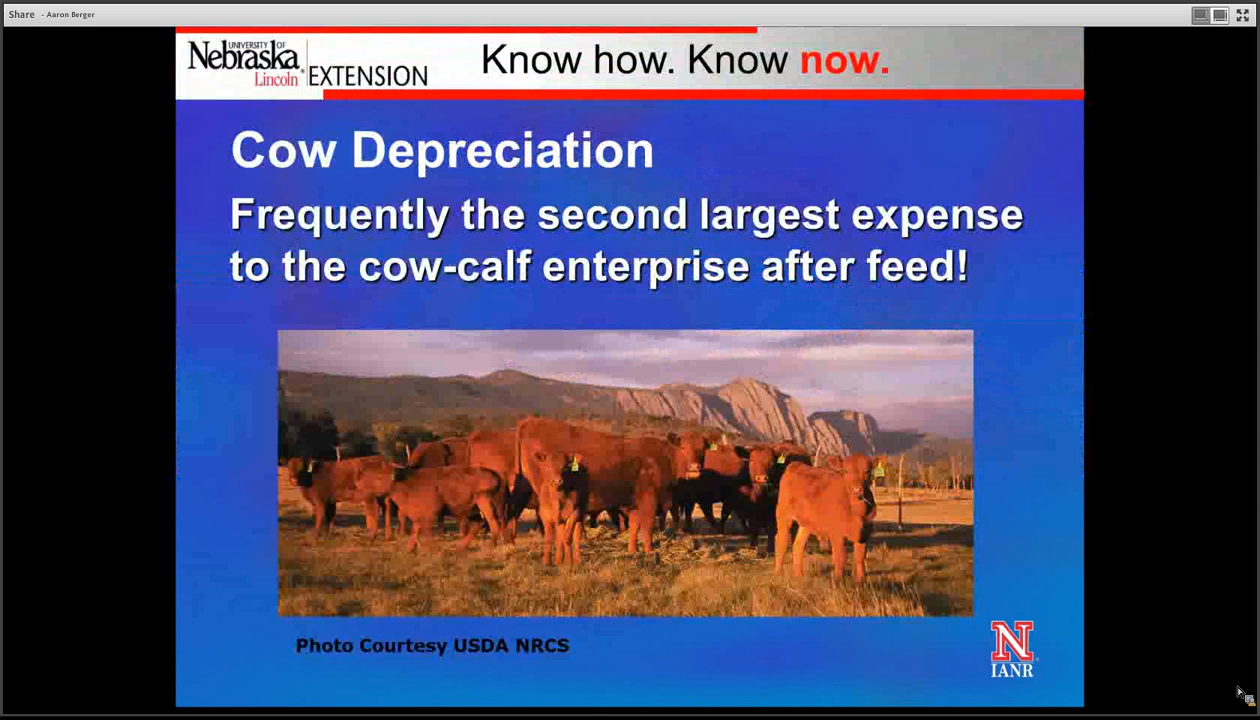 Share - Aaron Berger
UNIVERSITY OF
Nebraska
Lincoln
EXTENSION
Know how. Know now.
Cow Depreciation
Frequently the second largest expense
to the cow-calf enterprise after feed!
Photo Courtesy USDA NRCS
N
IANR